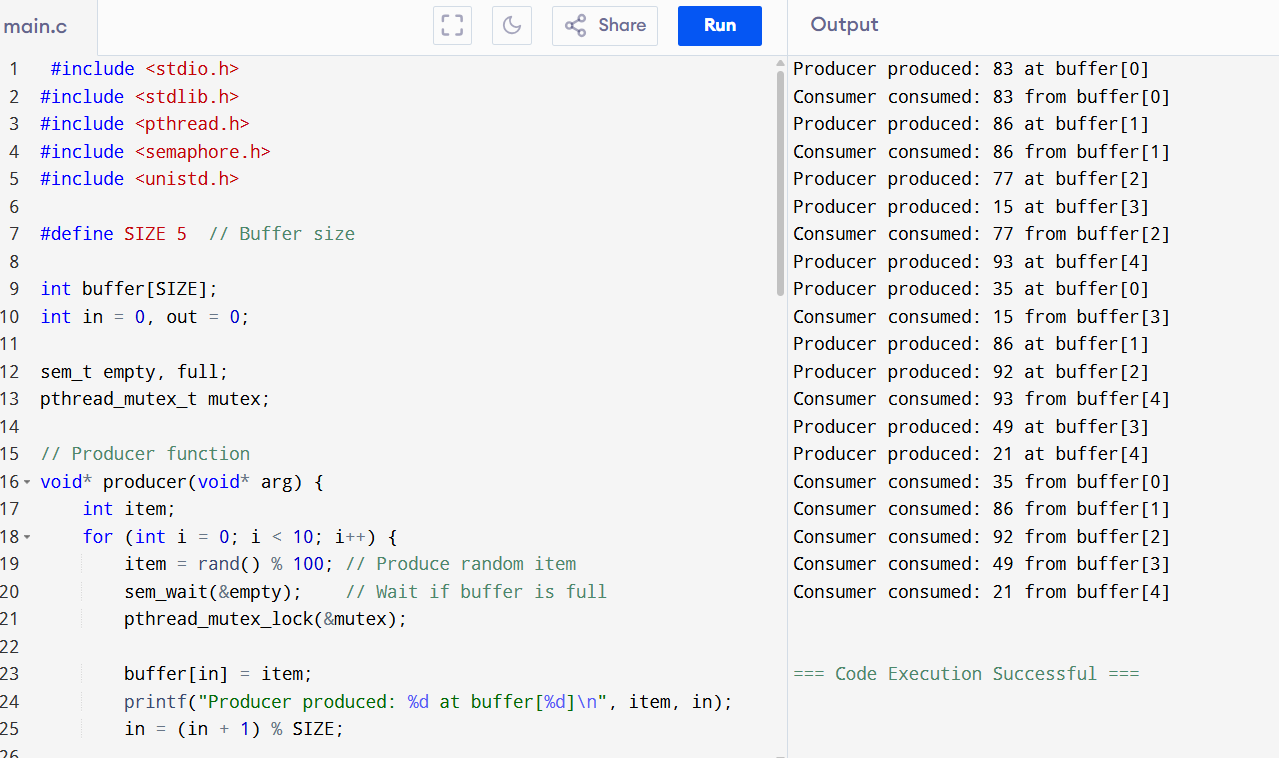 main.c
Share
Run
Output
1 #include <stdio.h>
2 #include <stdlib.h>
3 #include <pthread.h>
4 #include <semaphore.h>
5 #include <unistd.h>
6
7 #define SIZE 5  // Buffer size
8
9 int buffer[SIZE];
10 int in = 0, out = 0;
11
12 sem_t empty, full;
13 pthread_mutex_t mutex;
14
15 // Producer function
16 void* producer(void* arg) {
17     int item;
18     for (int i = 0; i < 10; i++) {
19         item = rand() % 100; // Produce random item
20         sem_wait(&empty);    // Wait if buffer is full
21         pthread_mutex_lock(&mutex);
22
23         buffer[in] = item;
24         printf("Producer produced: %d at buffer[%d]\n", item, in);
25         in = (in + 1) % SIZE;
26
Producer produced: 83 at buffer[0]
Consumer consumed: 83 from buffer[0]
Producer produced: 86 at buffer[1]
Consumer consumed: 86 from buffer[1]
Producer produced: 77 at buffer[2]
Producer produced: 15 at buffer[3]
Consumer consumed: 77 from buffer[2]
Producer produced: 93 at buffer[4]
Producer produced: 35 at buffer[0]
Consumer consumed: 15 from buffer[3]
Producer produced: 86 at buffer[1]
Producer produced: 92 at buffer[2]
Consumer consumed: 93 from buffer[4]
Producer produced: 49 at buffer[3]
Producer produced: 21 at buffer[4]
Consumer consumed: 35 from buffer[0]
Consumer consumed: 86 from buffer[1]
Consumer consumed: 92 from buffer[2]
Consumer consumed: 49 from buffer[3]
Consumer consumed: 21 from buffer[4]
=== Code Execution Successful ===